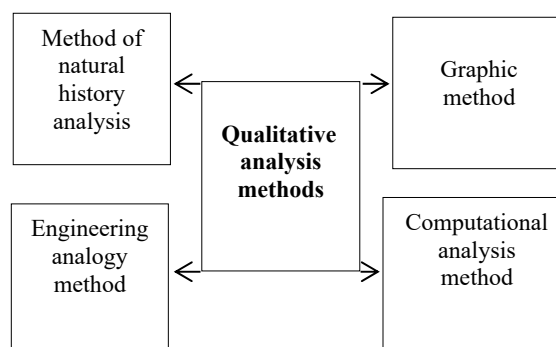 Method of
natural
history
analysis
Graphic
method
Qualitative
analysis
methods
Engineering
analogy
method
Computational
analysis
method